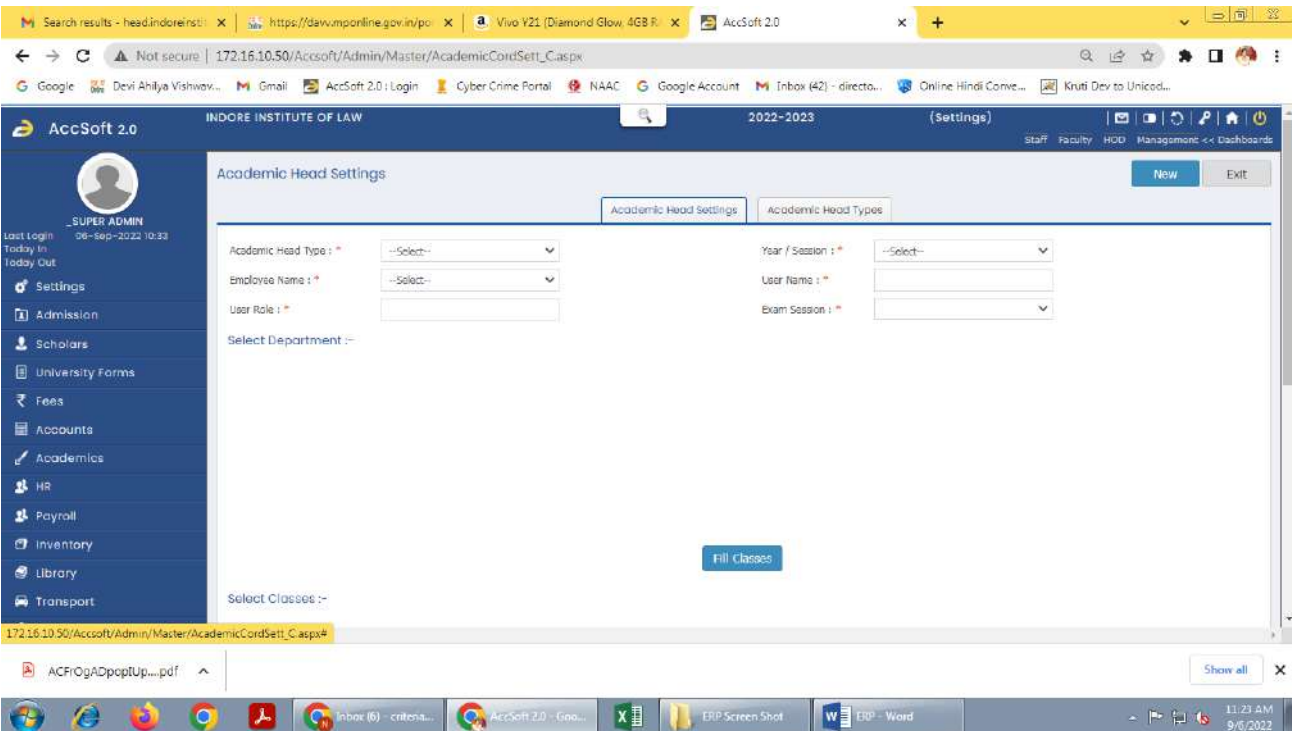 Search results - head.indoreinsti
https://davv.mponline.gov.in/por
Vivo Y21 (Diamond Glow, 4GB R
AccSoft 2.0
Not secure | 172.16.10.50/Accsoft/Admin/Master/AcademicCordSett_C.aspx
Google Devi Ahilya Vishwav... Gmail AccSoft 2.0 : Login Cyber Crime Portal NAAC Google Account Inbox (42) - directo... Online Hindi Conve... Kruti Dev to Unicod...
AccSoft 2.0
INDORE INSTITUTE OF LAW 2022-2023 (Settings)
Staff Faculty HOD Management << Dashboards
_SUPER ADMIN
Last Login 06-Sep-2022 10:33
Today In
Today Out
Settings
Admission
Scholars
University Forms
₹ Fees
Accounts
Academics
HR
Payroll
Inventory
Library
Transport
Academic Head Settings
New Exit
Academic Head Settings Academic Head Types
Academic Head Type : * --Select-- Year / Session : * --Select--
Employee Name : * --Select-- User Name : *
User Role : * Exam Session : *
Select Department :-
Fill Classes
Select Classes :-
172.16.10.50/Accsoft/Admin/Master/AcademicCordSett_C.aspx#
ACFrOgADpopIUp....pdf Show all
Inbox (6) - criteria... AccSoft 2.0 - Goo... ERP Screen Shot ERP - Word
11:23 AM
9/6/2022